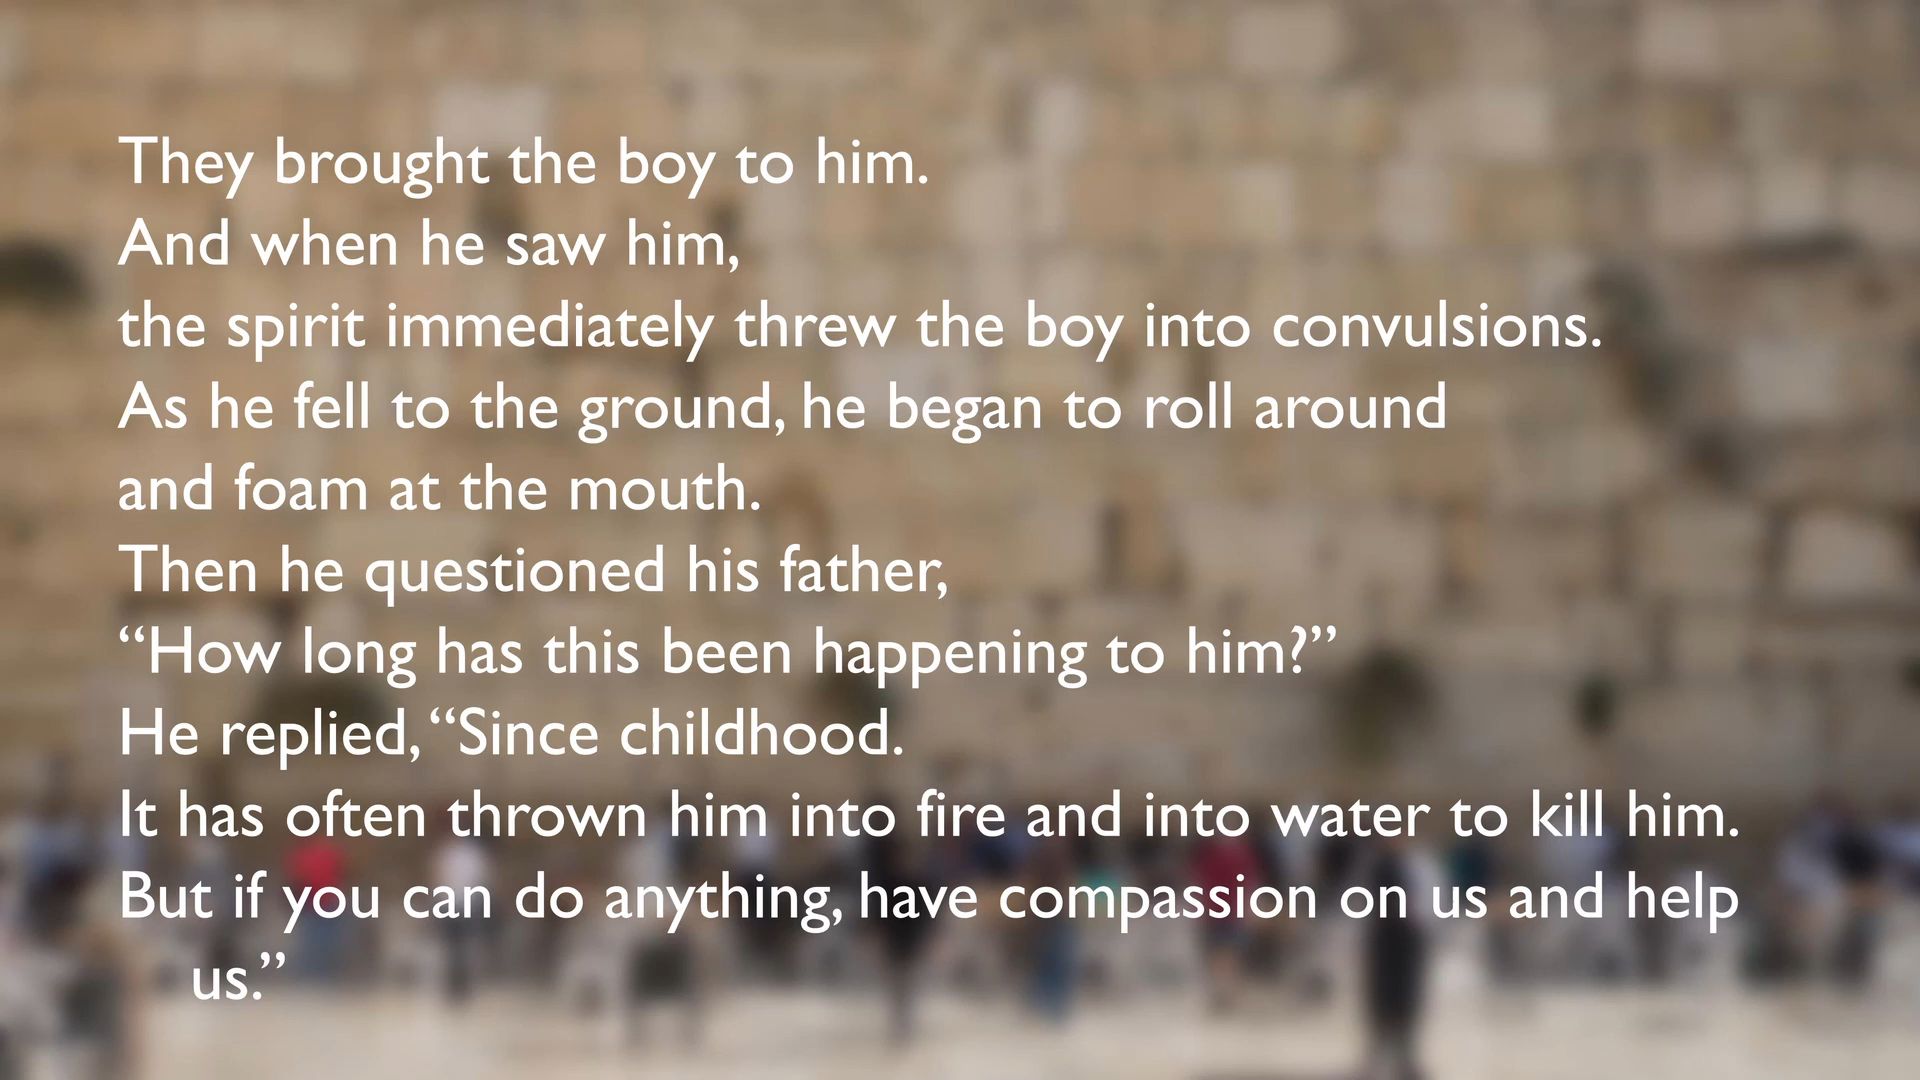 They brought the boy to him.
And when he saw him,
the spirit immediately threw the boy into convulsions.
As he fell to the ground, he began to roll around
and foam at the mouth.
Then he questioned his father,
“How long has this been happening to him?”
He replied, “Since childhood.
It has often thrown him into fire and into water to kill him.
But if you can do anything, have compassion on us and help
us.”